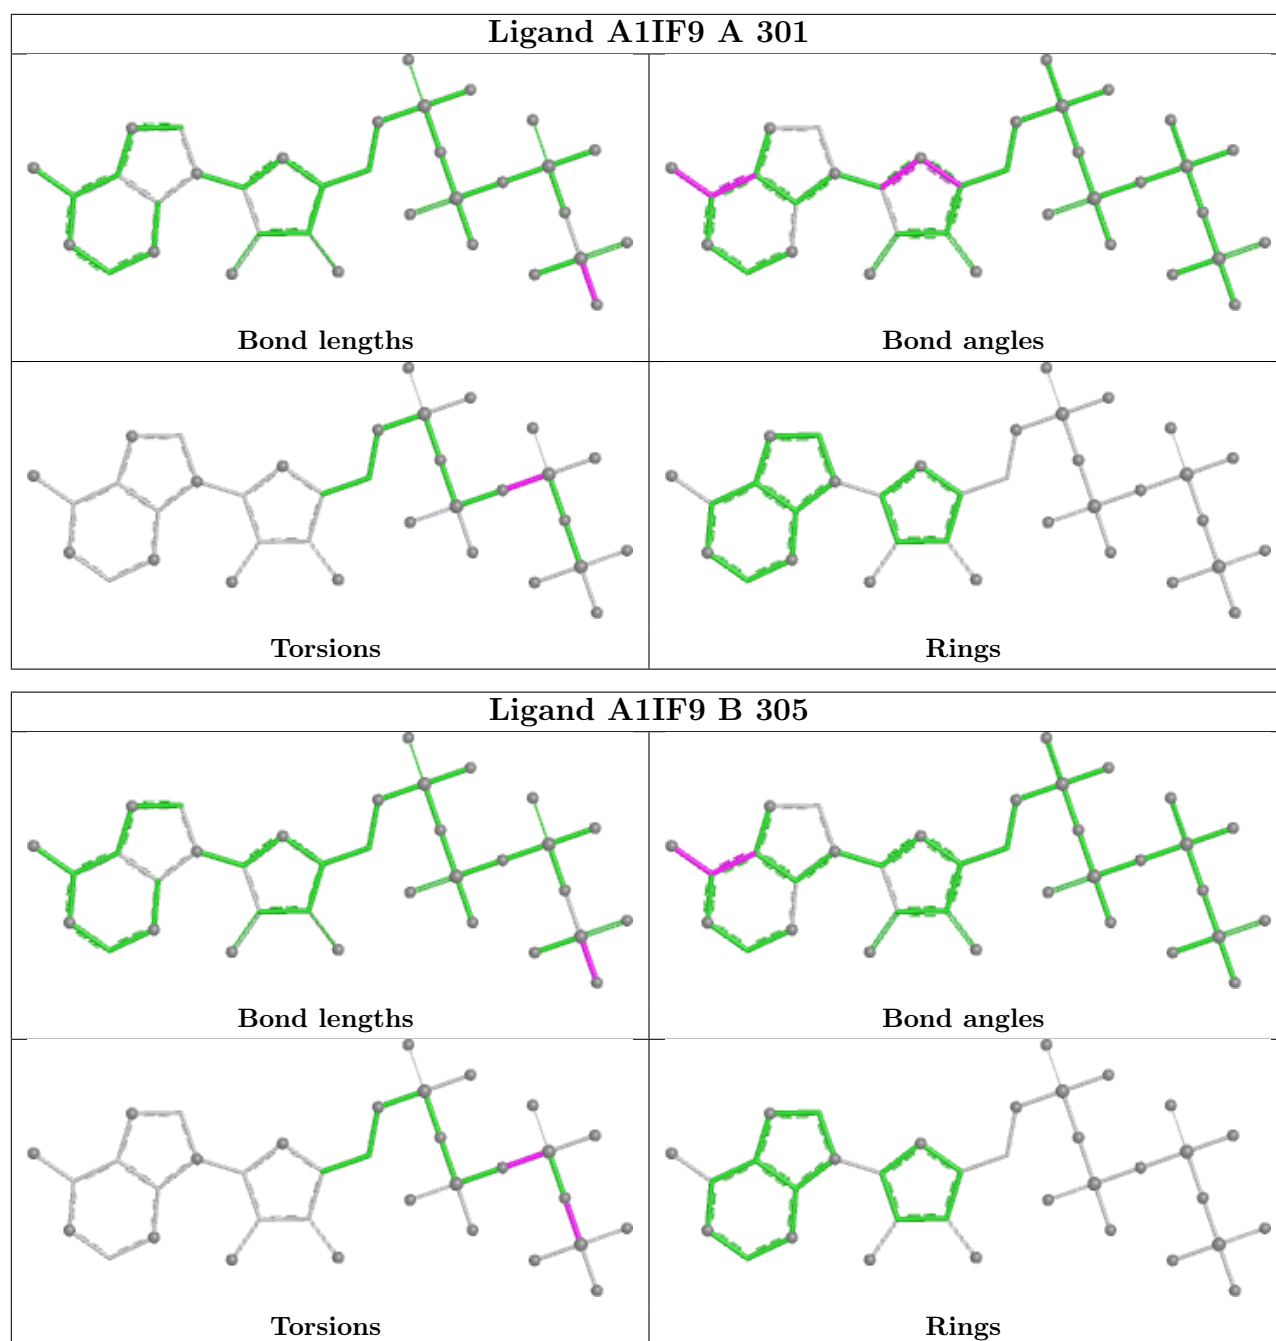 Ligand A1IF9 A 301
Bond lengths
Bond angles
Torsions
Rings
Ligand A1IF9 B 305
Bond lengths
Bond angles
Torsions
Rings